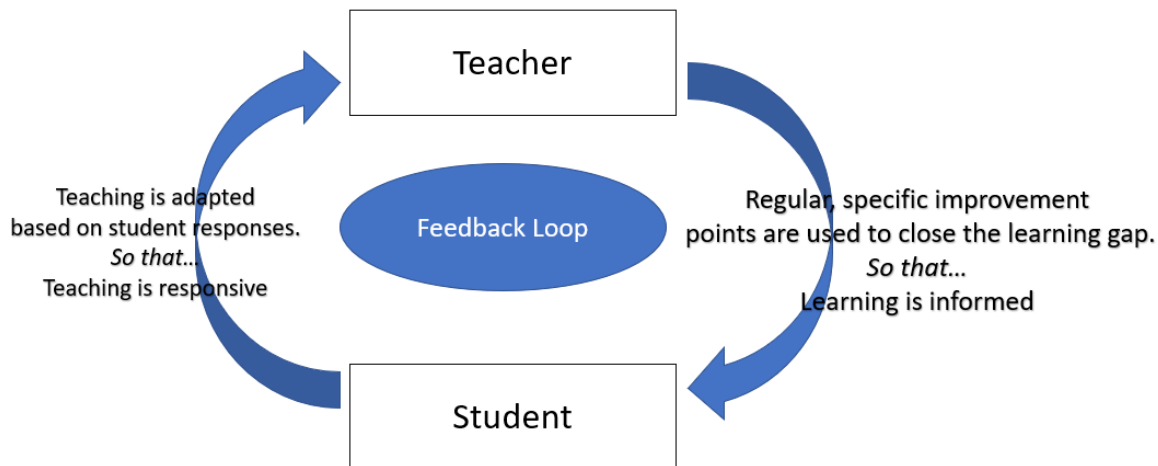 Teacher
Teaching is adapted
based on student responses.
So that…
Teaching is responsive
Feedback Loop
Regular, specific improvement
points are used to close the learning gap.
So that…
Learning is informed
Student